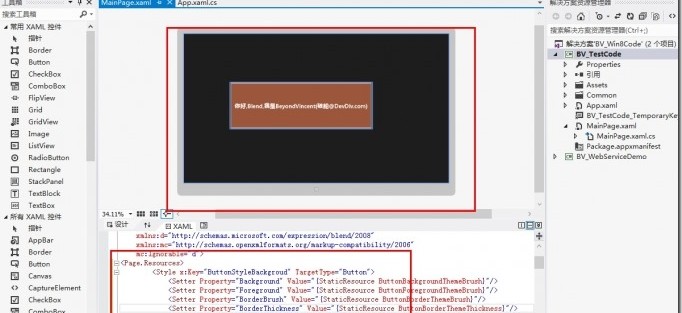 工具箱
搜索工具箱
常用 XAML 控件
指针
Border
Button
CheckBox
ComboBox
FlipView
Grid
GridView
Image
ListView
RadioButton
Rectangle
StackPanel
TextBlock
TextBox
所有 XAML 控件
指针
AppBar
Border
Button
Canvas
CaptureElement
CheckBox
ComboBox
MainPage.xaml
App.xaml.cs
你好,Blend,我是BeyondVincent(破船@DevDiv.com)
34.11%
设计
XAML
xmlns:d="http://schemas.microsoft.com/expression/blend/2008"
xmlns:mc="http://schemas.openxmlformats.org/markup-compatibility/2006"
mc:Ignorable="d">
<Page.Resources>
<Style x:Key="ButtonStyleBackgroud" TargetType="Button">
<Setter Property="Background" Value="{StaticResource ButtonBackgroundThemeBrush}"/>
<Setter Property="Foreground" Value="{StaticResource ButtonForegroundThemeBrush}"/>
<Setter Property="BorderBrush" Value="{StaticResource ButtonBorderThemeBrush}"/>
<Setter Property="BorderThickness" Value="{StaticResource ButtonBorderThemeThickness}"/>
解决方案资源管理器
搜索解决方案资源管理器(Ctrl+;)
解决方案'BV_Win8Code' (2 个项目)
BV_TestCode
Properties
引用
Assets
Common
App.xaml
BV_TestCode_TemporaryKe
MainPage.xaml
MainPage.xaml.cs
Package.appxmanifest
BV_WebServiceDemo